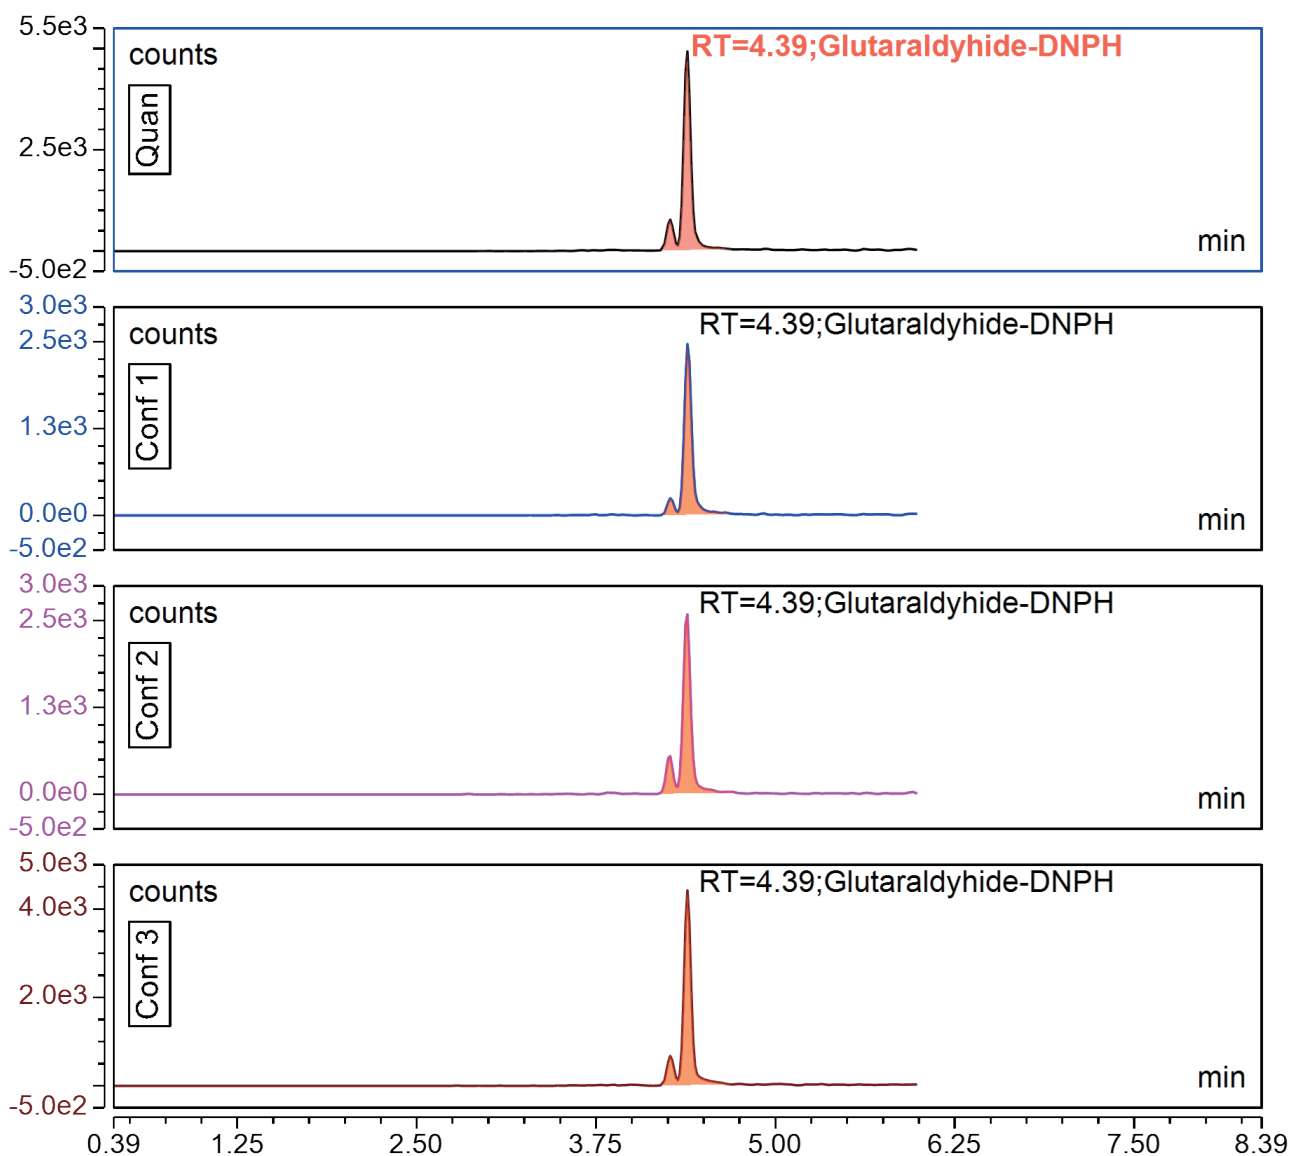 5.5e3
counts
RT=4.39;Glutaraldyhide-DNPH
Quan
2.5e3
min
-5.0e2
3.0e3
counts
RT=4.39;Glutaraldyhide-DNPH
2.5e3
Conf 1
1.3e3
0.0e0
min
-5.0e2
3.0e3
counts
RT=4.39;Glutaraldyhide-DNPH
2.5e3
Conf 2
1.3e3
0.0e0
min
-5.0e2
5.0e3
counts
RT=4.39;Glutaraldyhide-DNPH
4.0e3
Conf 3
2.0e3
min
-5.0e2
0.39 1.25 2.50 3.75 5.00 6.25 7.50 8.39